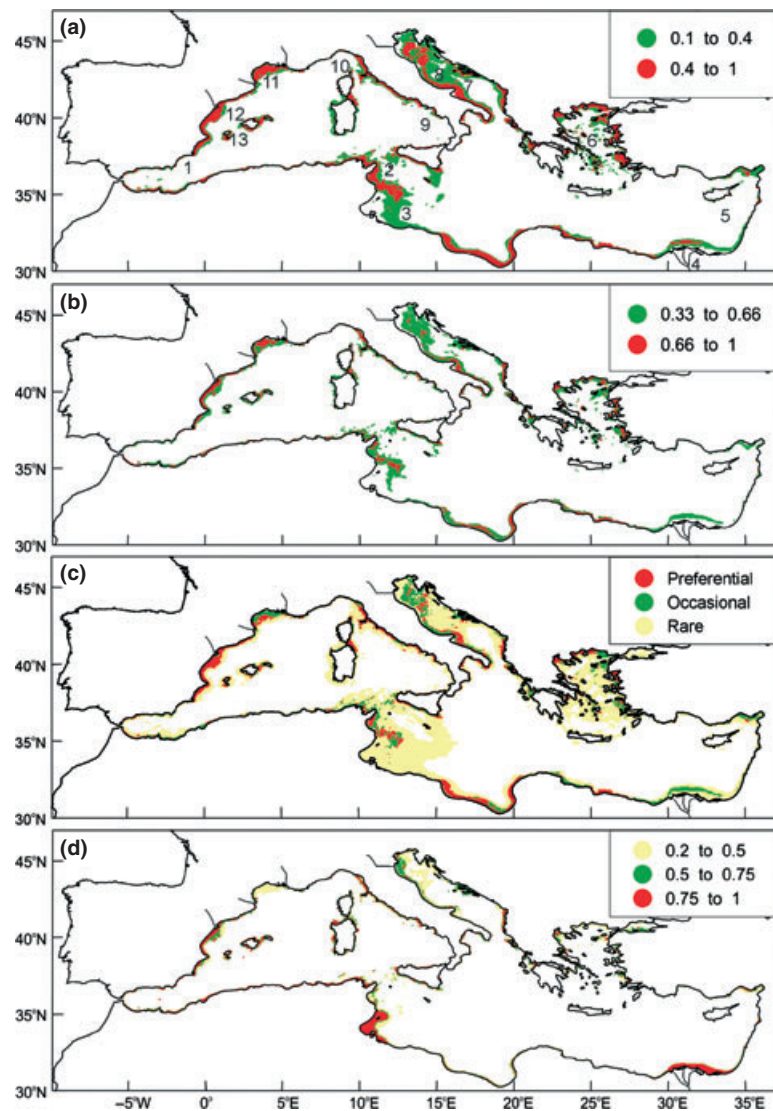 (a)
45°N
40°N
35°N
30°N
0.1 to 0.4
0.4 to 1
1
2
3
4
5
6
7
8
9
10
11
12
13
(b)
45°N
40°N
35°N
30°N
0.33 to 0.66
0.66 to 1
(c)
45°N
40°N
35°N
30°N
Preferential
Occasional
Rare
(d)
45°N
40°N
35°N
30°N
0.2 to 0.5
0.5 to 0.75
0.75 to 1
–5°W 0° 5°E 10°E 15°E 20°E 25°E 30°E 35°E